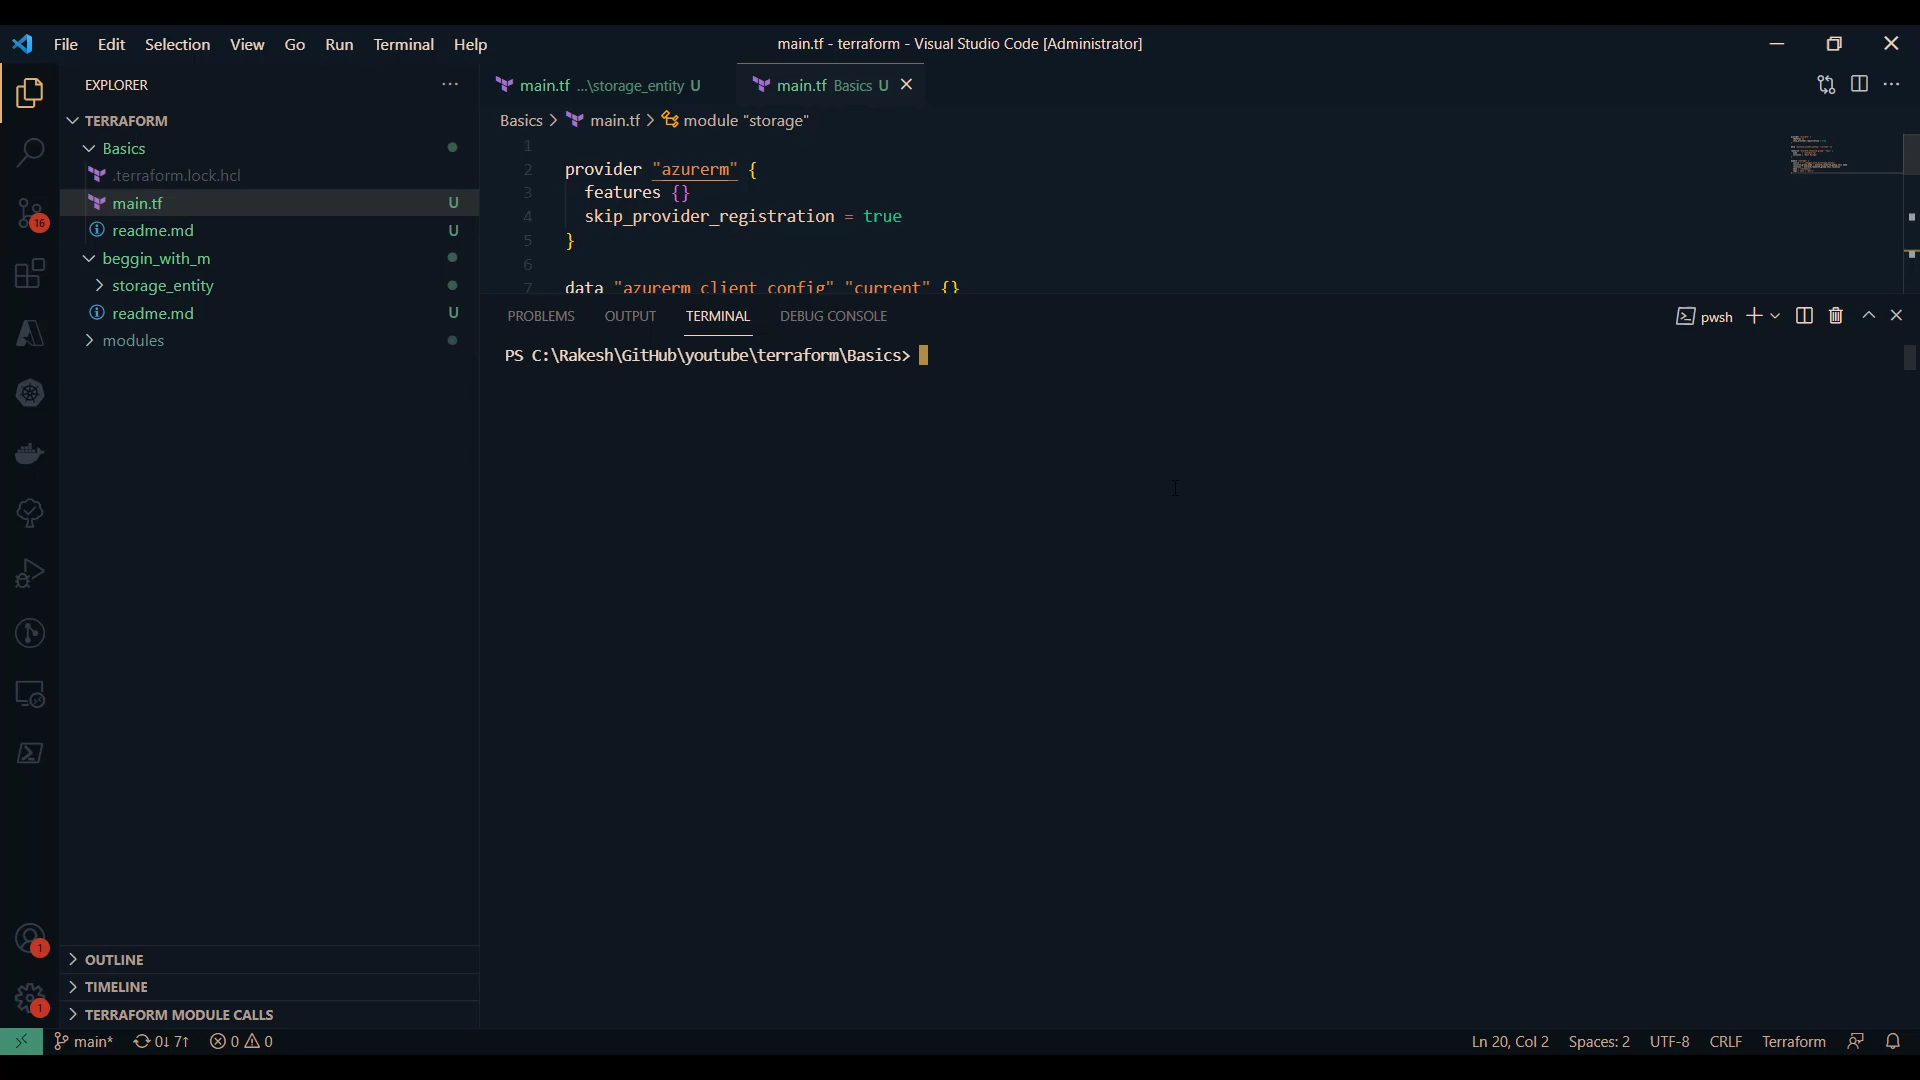 File Edit Selection View Go Run Terminal Help
main.tf - terraform - Visual Studio Code [Administrator]
EXPLORER
TERRAFORM
Basics
.terraform.lock.hcl
main.tf U
readme.md U
beggin_with_m
storage_entity
readme.md U
modules
OUTLINE
TIMELINE
TERRAFORM MODULE CALLS
16
1
1
main.tf ...\storage_entity U
main.tf Basics U
Basics > main.tf > module "storage"
1
2 provider "azurerm" {
3 features {}
4 skip_provider_registration = true
5 }
6
7 data "azurerm_client_config" "current" {}
PROBLEMS OUTPUT TERMINAL DEBUG CONSOLE
pwsh
PS C:\Rakesh\GitHub\youtube\terraform\Basics>
main* 0↓ 7↑ 0 0
Ln 20, Col 2 Spaces: 2 UTF-8 CRLF Terraform